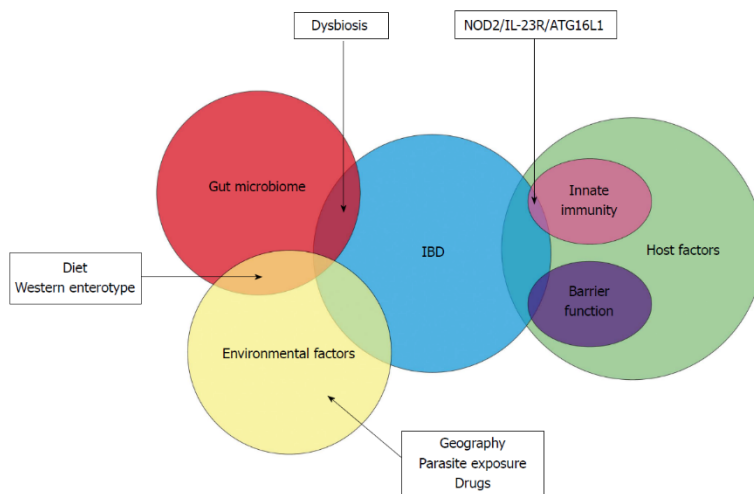 Dysbiosis
NOD2/IL-23R/ATG16L1
Gut microbiome
Innate
immunity
IBD
Host factors
Diet
Western enterotype
Barrier
function
Environmental factors
Geography
Parasite exposure
Drugs